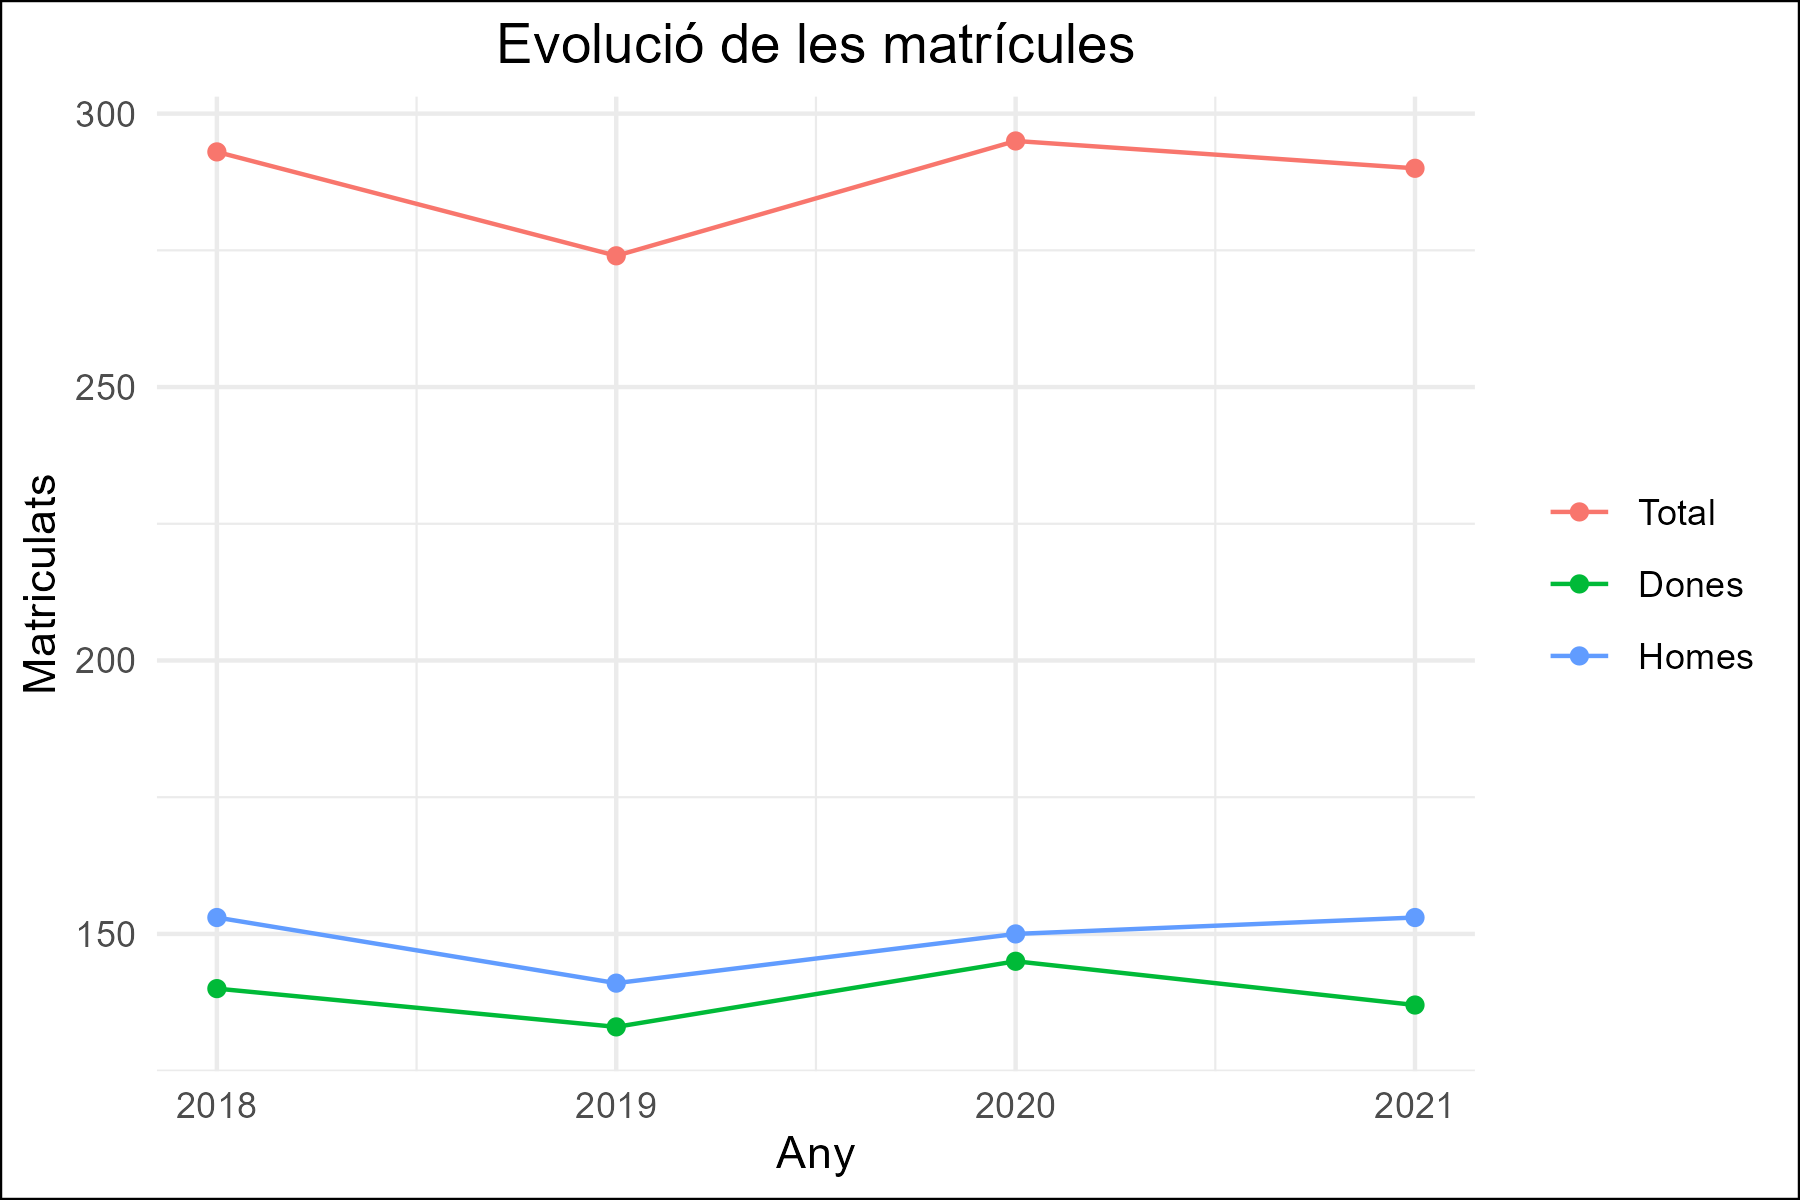 Evolució de les matrícules
300
250
200
150
Matriculats
2018 2019 2020 2021
Any
Total
Dones
Homes